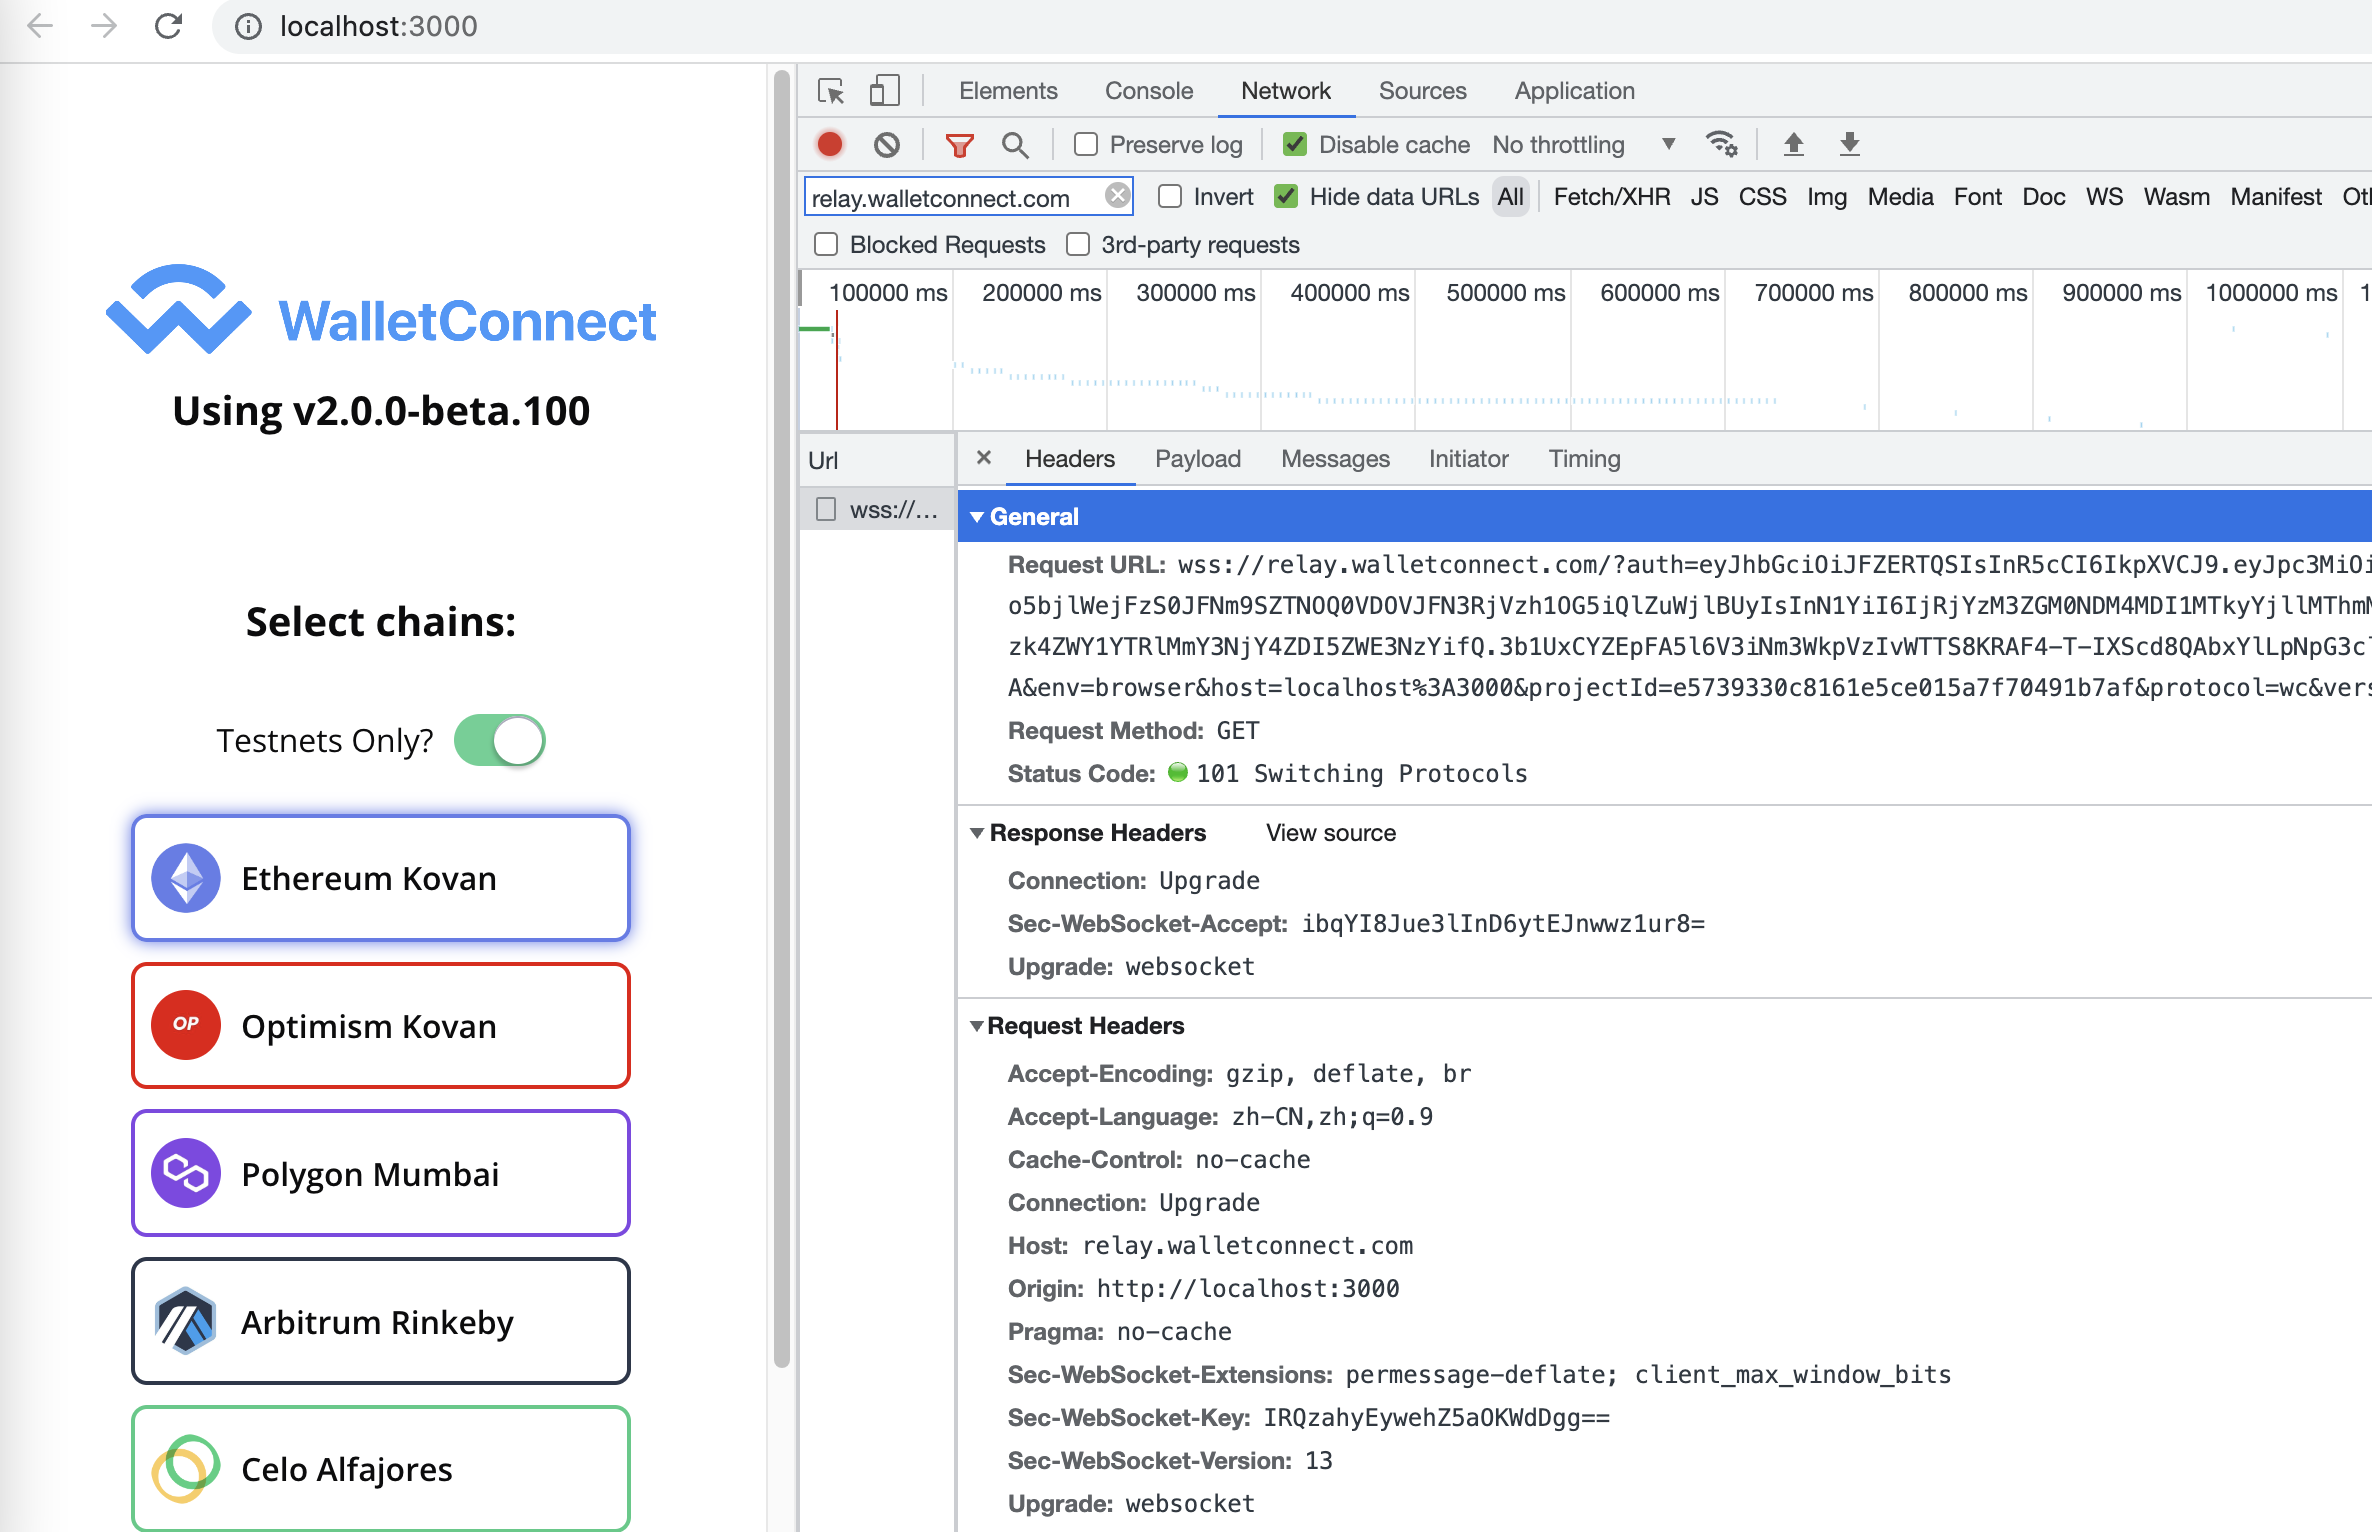 localhost:3000
WalletConnect
Using v2.0.0-beta.100
Select chains:
Testnets Only?
Ethereum Kovan
OP
Optimism Kovan
Polygon Mumbai
Arbitrum Rinkeby
Celo Alfajores
Elements Console Network Sources Application
Preserve log Disable cache No throttling
relay.walletconnect.com Invert Hide data URLs All Fetch/XHR JS CSS Img Media Font Doc WS Wasm Manifest Ot
Blocked Requests 3rd-party requests
100000 ms 200000 ms 300000 ms 400000 ms 500000 ms 600000 ms 700000 ms 800000 ms 900000 ms 1000000 ms 1
Url
wss://…
Headers Payload Messages Initiator Timing
General
Request URL: wss://relay.walletconnect.com/?auth=eyJhbGciOiJFZERTQSIsInR5cCI6IkpXVCJ9.eyJpc3MiOi
o5bjlWejFzS0JFNm9SZTNOQ0VDOVJFN3RjVzh1OG5iQlZuWjlBUyIsInN1YiI6IjRjYzM3ZGM0NDM4MDI1MTkyYjllMThm
zk4ZWY1YTRlMmY3NjY4ZDI5ZWE3NzYifQ.3b1UxCYZEpFA5l6V3iNm3WkpVzIvWTTS8KRAF4-T-IXScd8QAbxYlLpNpG3c
A&env=browser&host=localhost%3A3000&projectId=e5739330c8161e5ce015a7f70491b7af&protocol=wc&vers
Request Method: GET
Status Code: 101 Switching Protocols
Response Headers View source
Connection: Upgrade
Sec-WebSocket-Accept: ibqYI8Jue3lInD6ytEJnwwz1ur8=
Upgrade: websocket
Request Headers
Accept-Encoding: gzip, deflate, br
Accept-Language: zh-CN,zh;q=0.9
Cache-Control: no-cache
Connection: Upgrade
Host: relay.walletconnect.com
Origin: http://localhost:3000
Pragma: no-cache
Sec-WebSocket-Extensions: permessage-deflate; client_max_window_bits
Sec-WebSocket-Key: IRQzahyEywehZ5aOKWdDgg==
Sec-WebSocket-Version: 13
Upgrade: websocket